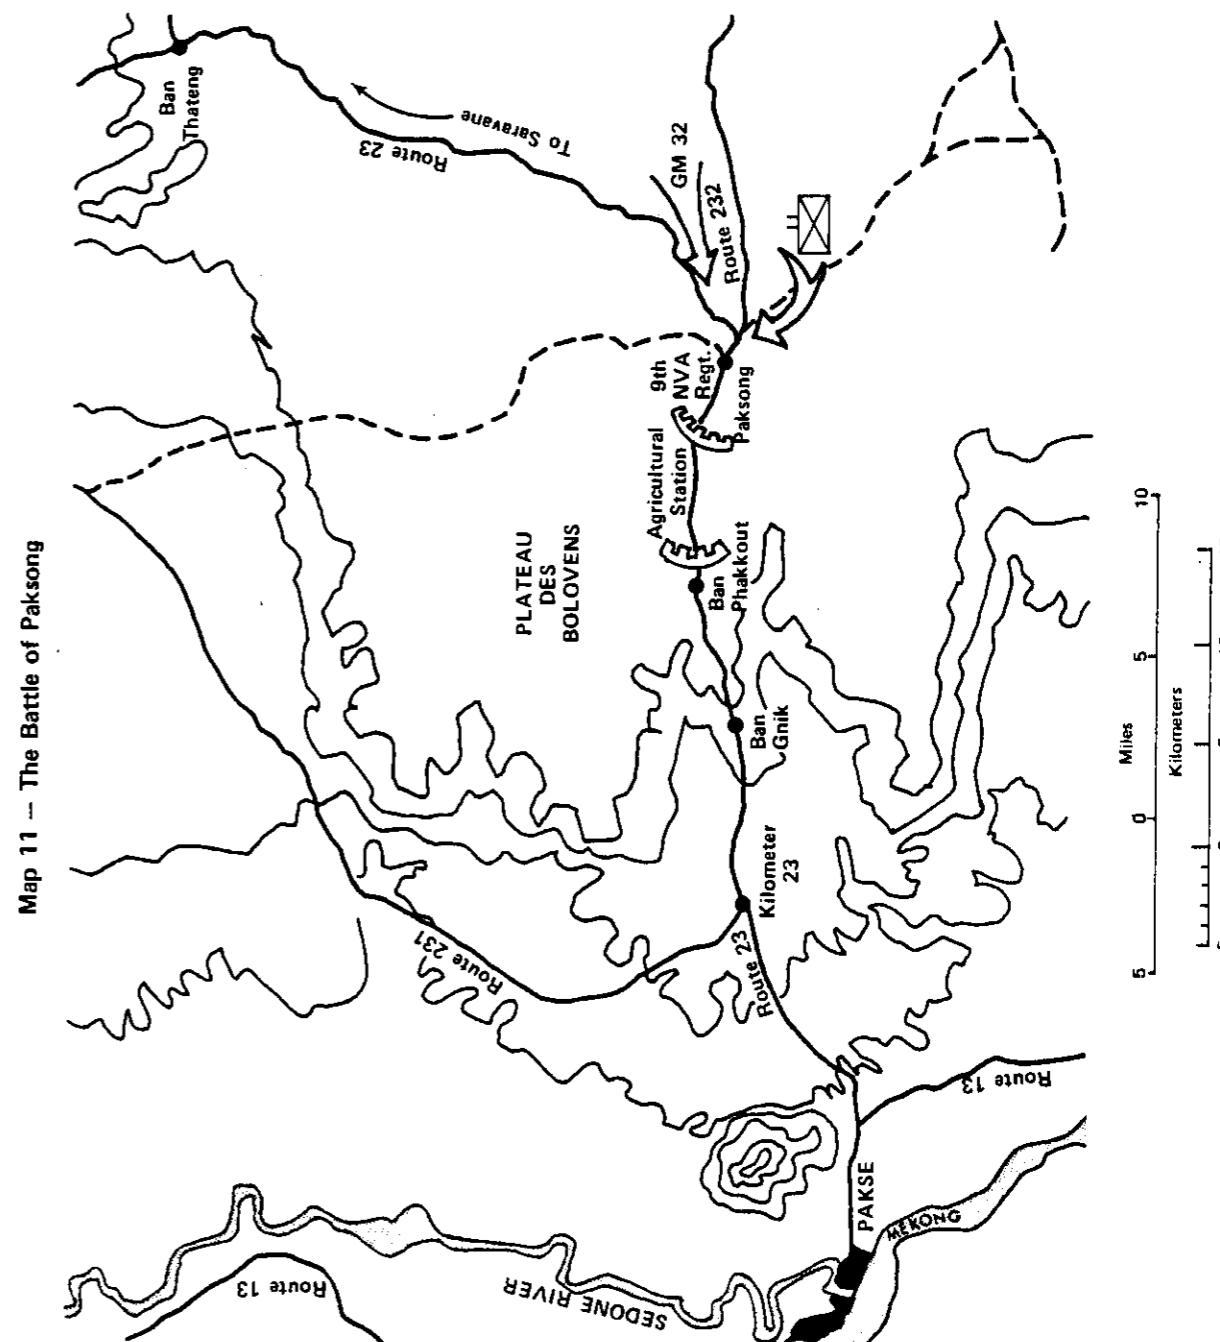 Map 11 — The Battle of Paksong
Ban
Thateng
To Saravane
Route 23
GM 32
Route 232
9th
NVA
Regt.
Paksong
Agricultural
Station
PLATEAU
DES
BOLOVENS
Ban
Phakkout
Ban
Gnik
Kilometer
23
Route 231
Route 23
Route 13
PAKSE
MEKONG
SEDONE RIVER
Route 13
5 0 5 10
Miles
Kilometers